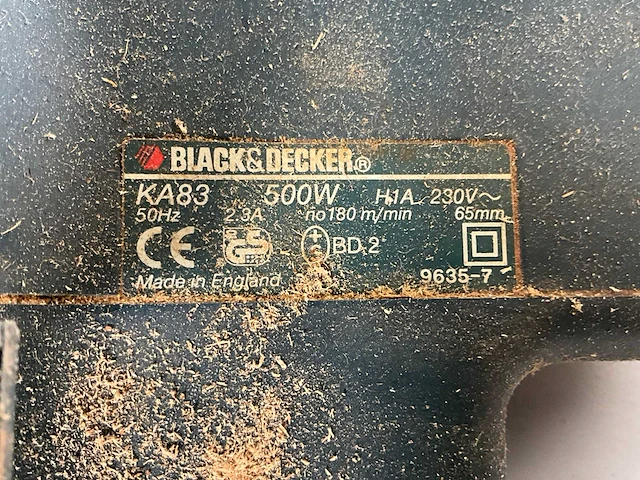 BLACK&DECKER®
KA83 500W H1A 230V~
50Hz 2.3A no180 m/min 65mm
CE GS BD.2
9635-7
Made in England